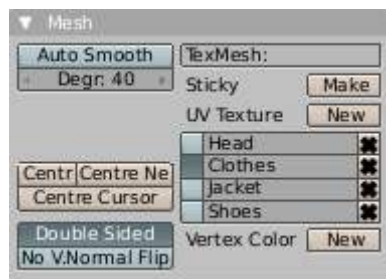 Mesh
Auto Smooth
TexMesh:
Degr: 40
Sticky
Make
UV Texture
New
Head
Clothes
Centr
Centre Ne
Jacket
Centre Cursor
Shoes
Double Sided
Vertex Color
New
No V.Normal Flip